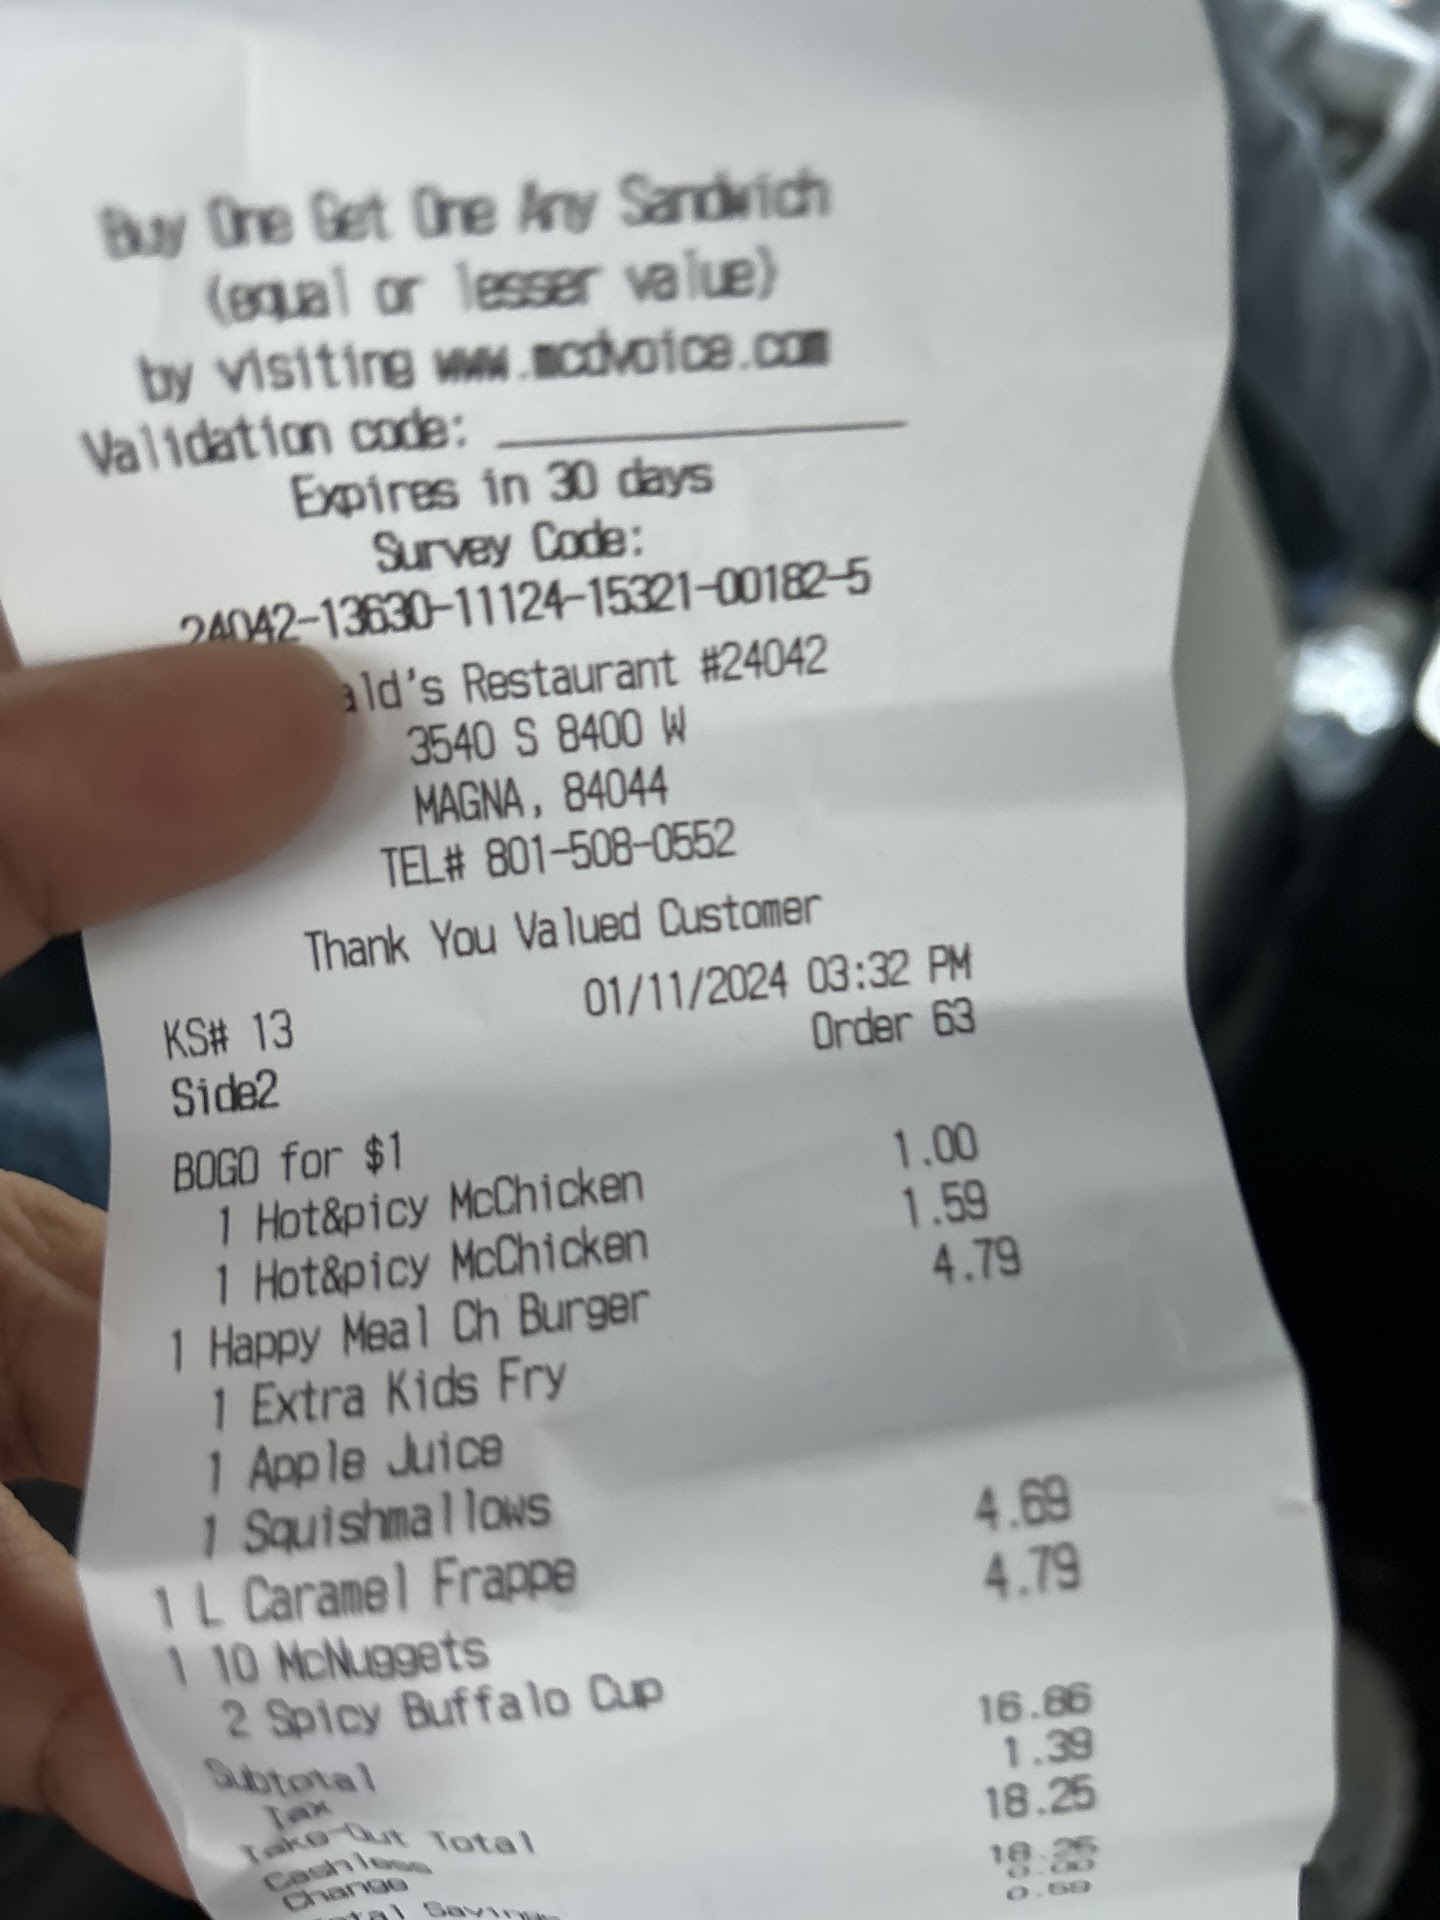 Buy One Get One Any Sandwich
(equal or lesser value)
by visiting www.mcdvoice.com
Validation code:
Expires in 30 days
Survey Code:
24042-13630-11124-15321-00182-5
ald's Restaurant #24042
3540 S 8400 W
MAGNA, 84044
TEL# 801-508-0552
Thank You Valued Customer
KS# 13 01/11/2024 03:32 PM
Side2 Order 63
BOGO for $1
1 Hot&picy McChicken 1.00
1 Hot&picy McChicken 1.59
1 Happy Meal Ch Burger 4.79
1 Extra Kids Fry
1 Apple Juice
1 Squishmallows
1 L Caramel Frappe 4.69
1 10 McNuggets 4.79
2 Spicy Buffalo Cup
Subtotal 16.86
Tax 1.39
Take-Out Total 18.25
Cashless 18.25
Change 0.00